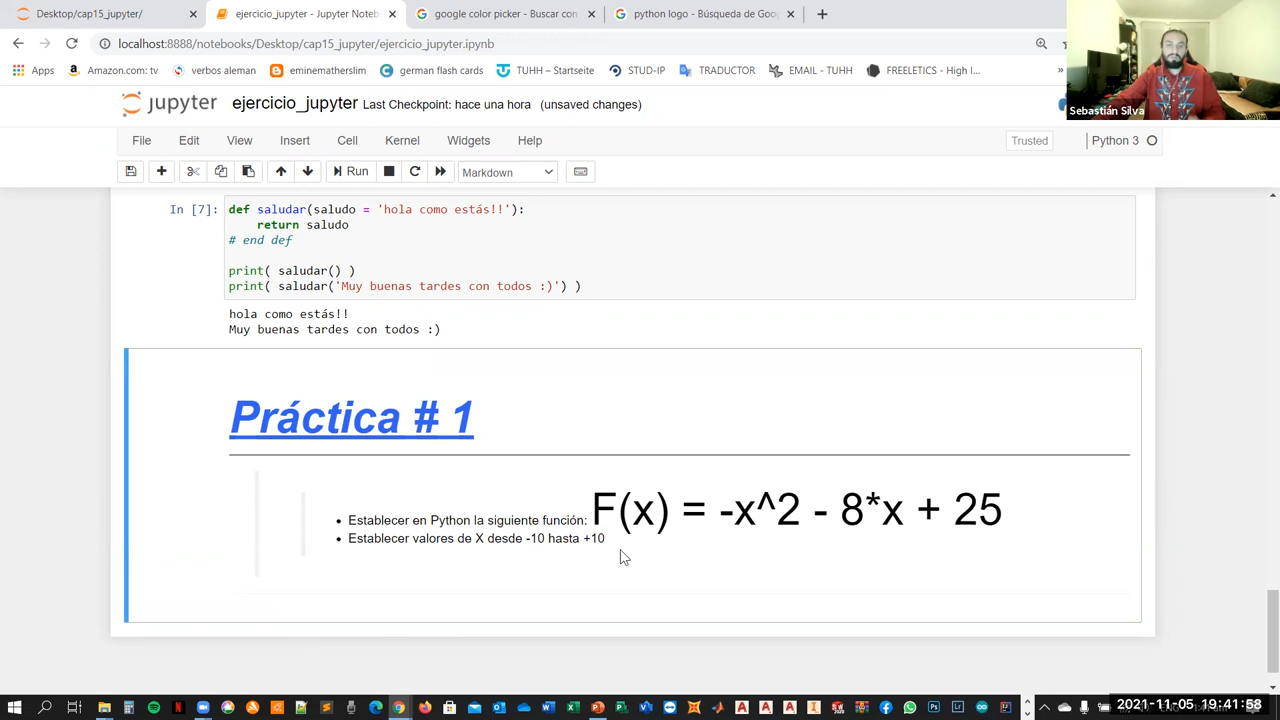 Desktop/cap15_jupyter/
ejercicio_jupyter - Jupyter Noteb
google color picker - Buscar con
python logo - Búsqueda de Goo
localhost:8888/notebooks/Desktop/cap15_jupyter/ejercicio_jupyter.ipynb
Apps
Amazon.com: tv
verbos aleman
eminematherslim
german flash cards
TUHH – Startseite
STUD-IP
TRADUCTOR
EMAIL - TUHH
FREELETICS - High I...
»
Sebastián Silva
jupyter
ejercicio_jupyter
Last Checkpoint: hace una hora (unsaved changes)
File
Edit
View
Insert
Cell
Kernel
Widgets
Help
Trusted
Python 3
Run
Markdown
In [7]:
def saludar(saludo = 'hola como estás!!'):
return saludo
# end def
print( saludar() )
print( saludar('Muy buenas tardes con todos :)') )
hola como estás!!
Muy buenas tardes con todos :)
Práctica # 1
• Establecer en Python la siguiente función: F(x) = -x^2 - 8*x + 25
• Establecer valores de X desde -10 hasta +10
2021-11-05 19:41:58